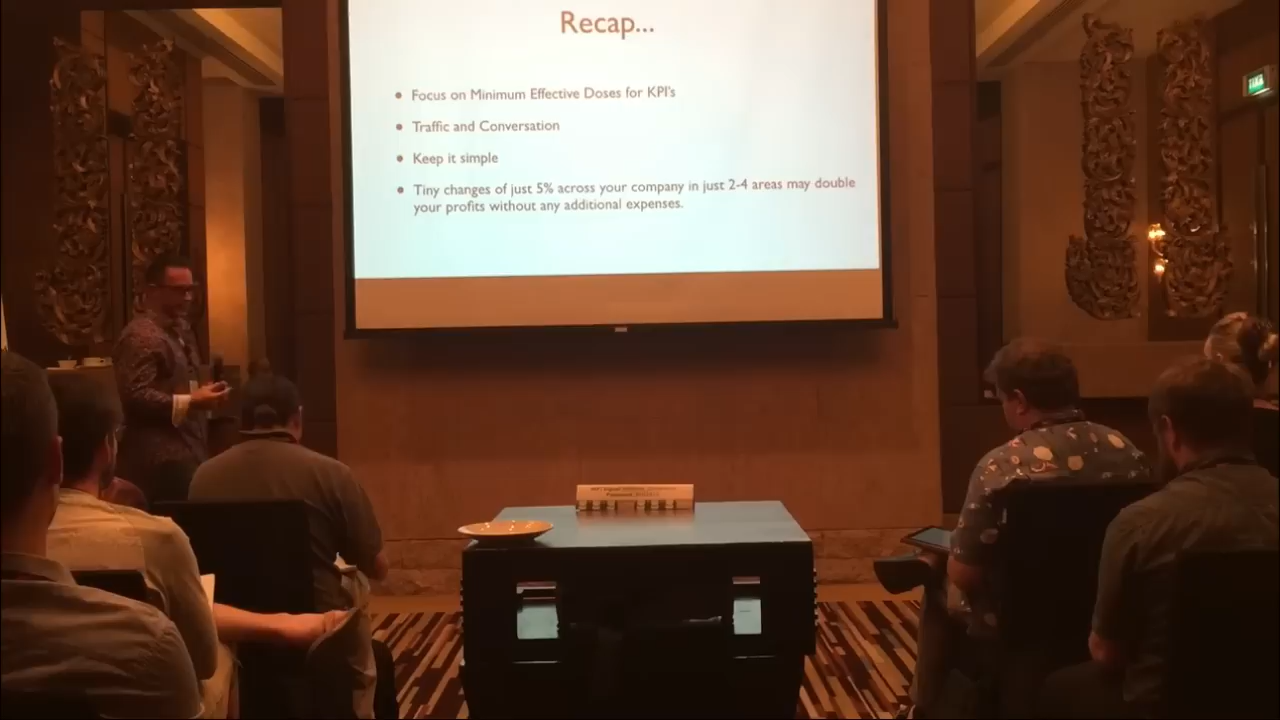 Recap...
Focus on Minimum Effective Doses for KPI's
Traffic and Conversation
Keep it simple
Tiny changes of just 5% across your company in just 2-4 areas may double
your profits without any additional expenses.